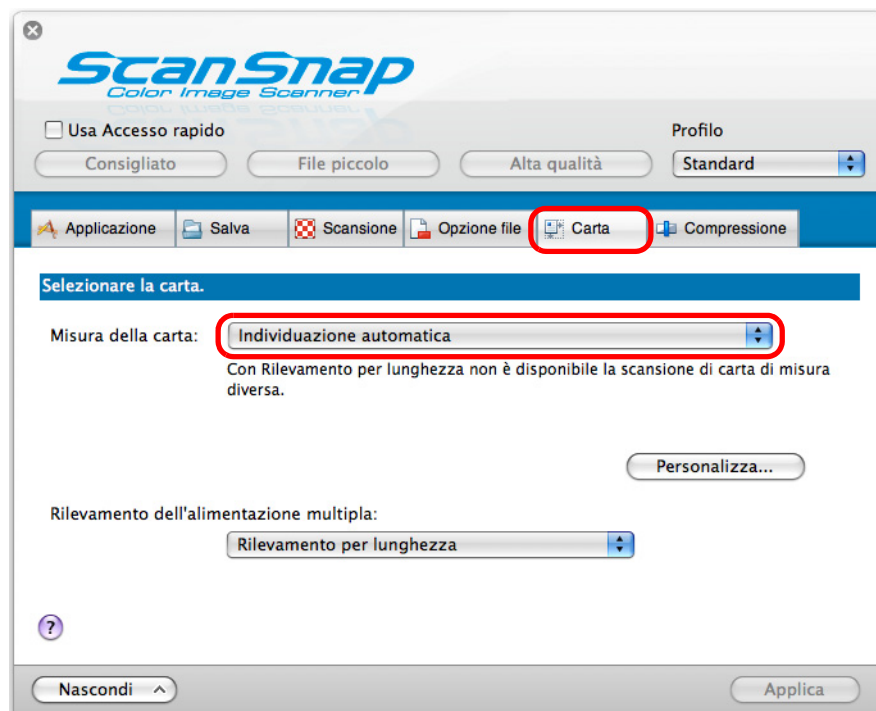 ScanSnap
Color Image Scanner
Usa Accesso rapido
Profilo
Consigliato File piccolo Alta qualità Standard
Applicazione Salva Scansione Opzione file Carta Compressione
Selezionare la carta.
Misura della carta: Individuazione automatica
Con Rilevamento per lunghezza non è disponibile la scansione di carta di misura
diversa.
Personalizza...
Rilevamento dell'alimentazione multipla:
Rilevamento per lunghezza
?
Nascondi Applica